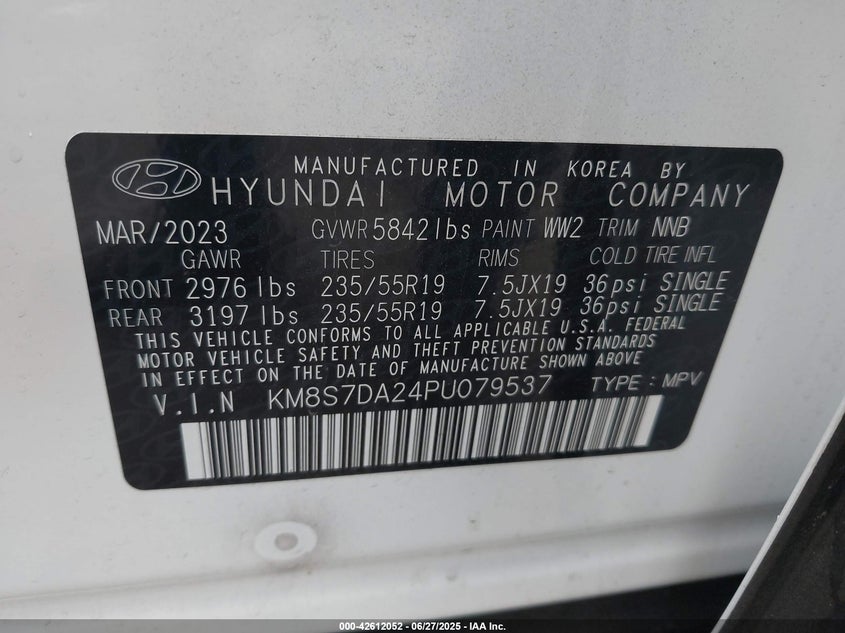 MANUFACTURED IN KOREA BY
HYUNDAI MOTOR COMPANY
MAR/2023 GVWR 5842lbs PAINT WW2 TRIM NNB
GAWR TIRES RIMS COLD TIRE INFL
FRONT 2976 lbs 235/55R19 7.5JX19 36psi SINGLE
REAR 3197 lbs 235/55R19 7.5JX19 36psi SINGLE
THIS VEHICLE CONFORMS TO ALL APPLICABLE U.S.A. FEDERAL
MOTOR VEHICLE SAFETY AND THEFT PREVENTION STANDARDS
IN EFFECT ON THE DATE OF MANUFACTURE SHOWN ABOVE
V.I.N KM8S7DA24PU079537 TYPE : MPV
000-42612052 - 06/27/2025 - IAA Inc.